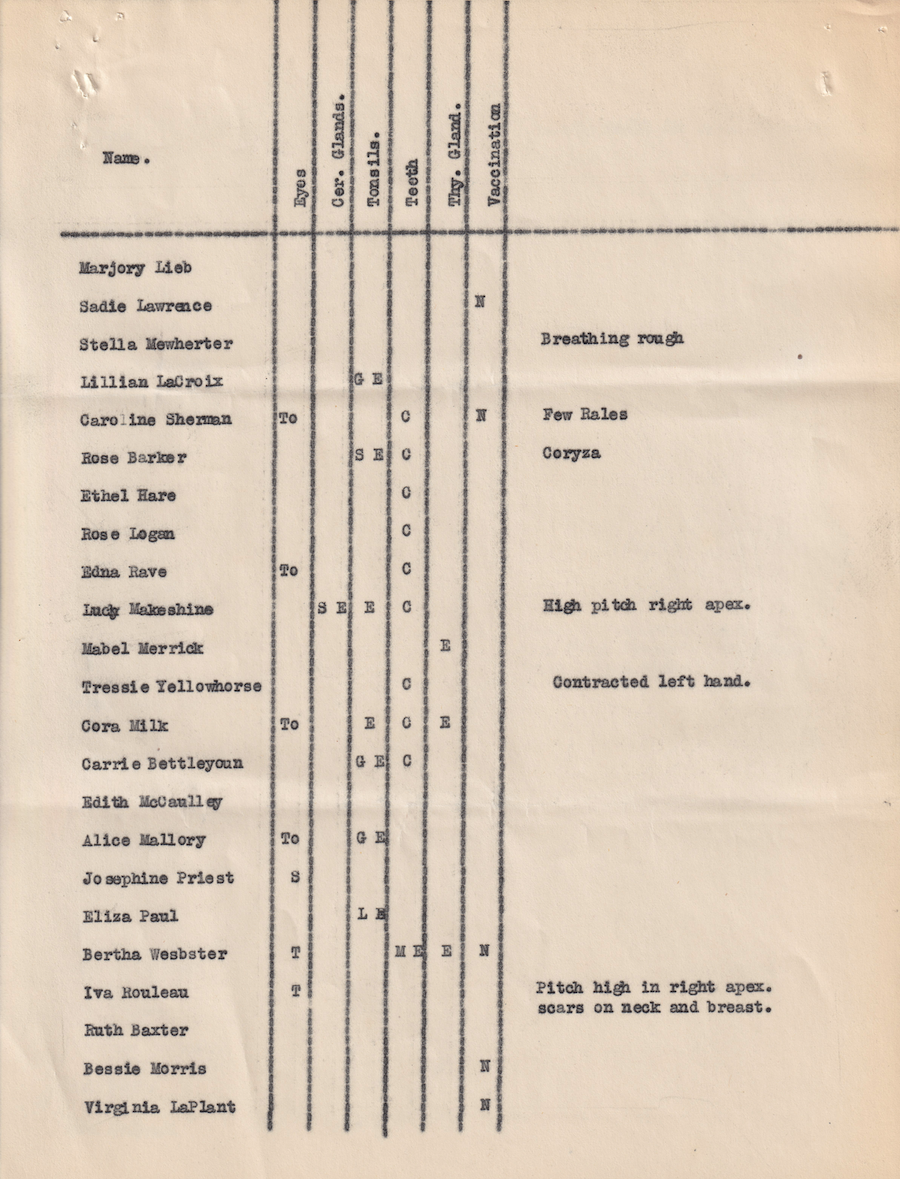 Name. Eyes Cer. Glands. Tonsils. Teeth Thy. Gland. Vaccination
Marjory Lieb
Sadie Lawrence N
Stella Mewherter Breathing rough
Lillian LaCroix G E
Caroline Sherman To C N Few Rales
Rose Barker S E C Coryza
Ethel Hare C
Rose Logan C
Edna Rave To C
Lucy Makeshine S E E C High pitch right apex.
Mabel Merrick E
Tressie Yellowhorse C Contracted left hand.
Cora Milk To E C E
Carrie Bettleyoun G E C
Edith McCaulley
Alice Mallory To G E
Josephine Priest S
Eliza Paul L E
Bertha Wesbster T M E E N
Iva Rouleau T Pitch high in right apex.
scars on neck and breast.
Ruth Baxter
Bessie Morris N
Virginia LaPlant N